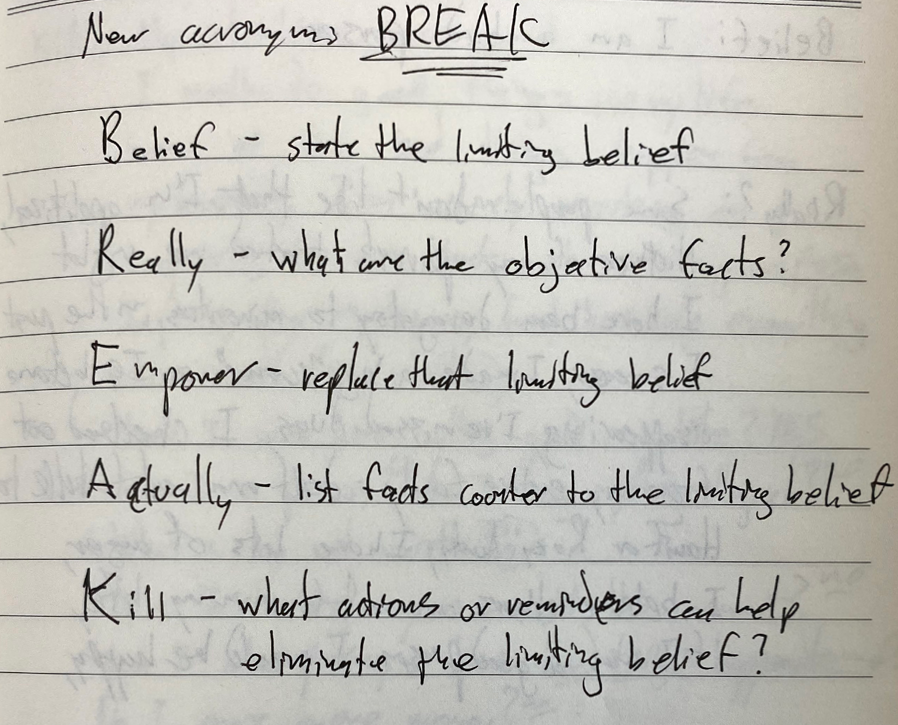 New acronym: BREAK
Belief - state the limiting belief
Really - what are the objective facts?
Empower - replace that limiting belief
Actually - list facts counter to the limiting belief
Kill - what actions or reminders can help
eliminate the limiting belief?